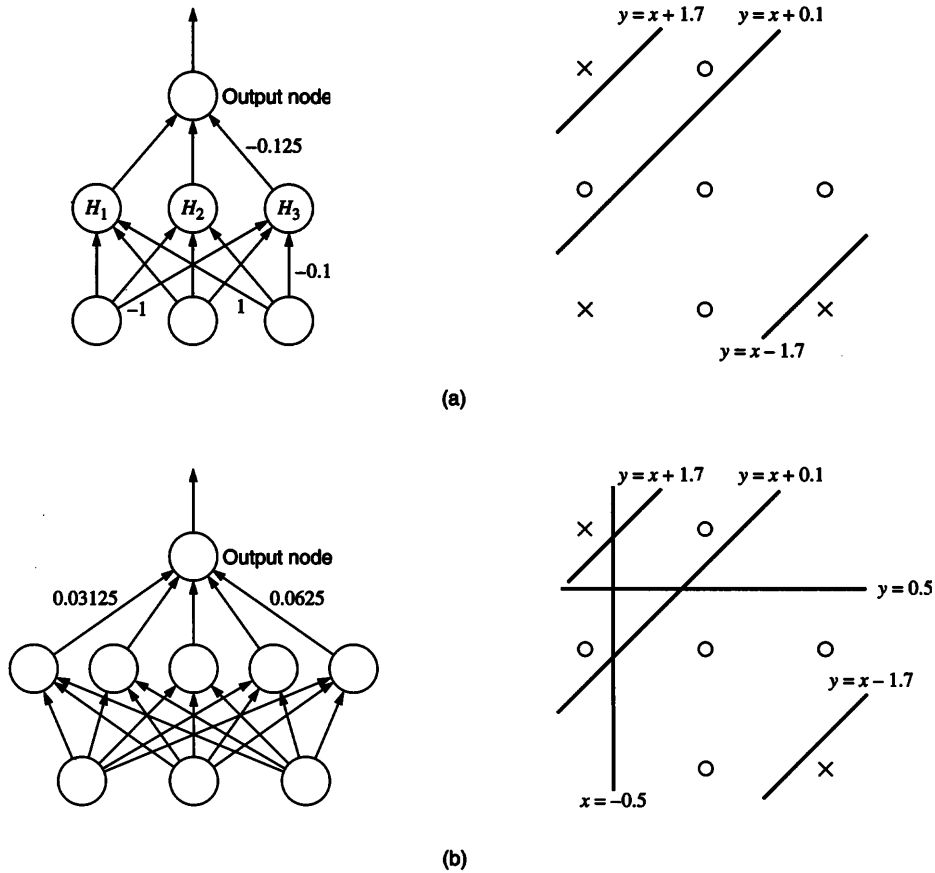 y = x + 1.7
y = x + 0.1
Output node
−0.125
H1
H2
H3
−0.1
−1
1
y = x − 1.7
(a)
y = x + 1.7
y = x + 0.1
Output node
0.03125
0.0625
y = 0.5
y = x − 1.7
x = −0.5
(b)